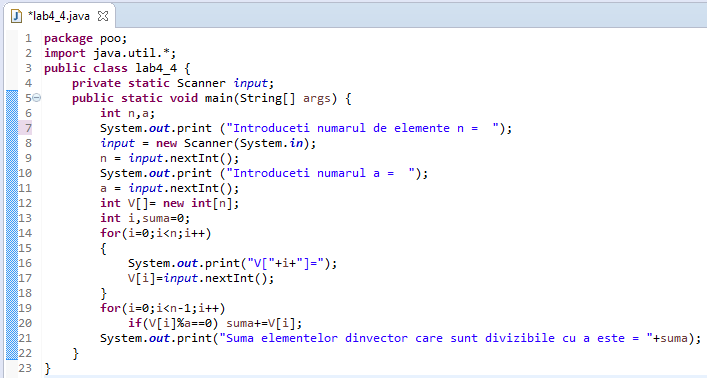 *lab4_4.java
1 package poo;
2 import java.util.*;
3 public class lab4_4 {
4     private static Scanner input;
5     public static void main(String[] args) {
6         int n,a;
7         System.out.print ("Introduceti numarul de elemente n =  ");
8         input = new Scanner(System.in);
9         n = input.nextInt();
10         System.out.print ("Introduceti numarul a =  ");
11         a = input.nextInt();
12         int V[]= new int[n];
13         int i,suma=0;
14         for(i=0;i<n;i++)
15         {
16             System.out.print("V["+i+"]=");
17             V[i]=input.nextInt();
18         }
19         for(i=0;i<n-1;i++)
20             if(V[i]%a==0) suma+=V[i];
21         System.out.print("Suma elementelor dinvector care sunt divizibile cu a este = "+suma);
22     }
23 }